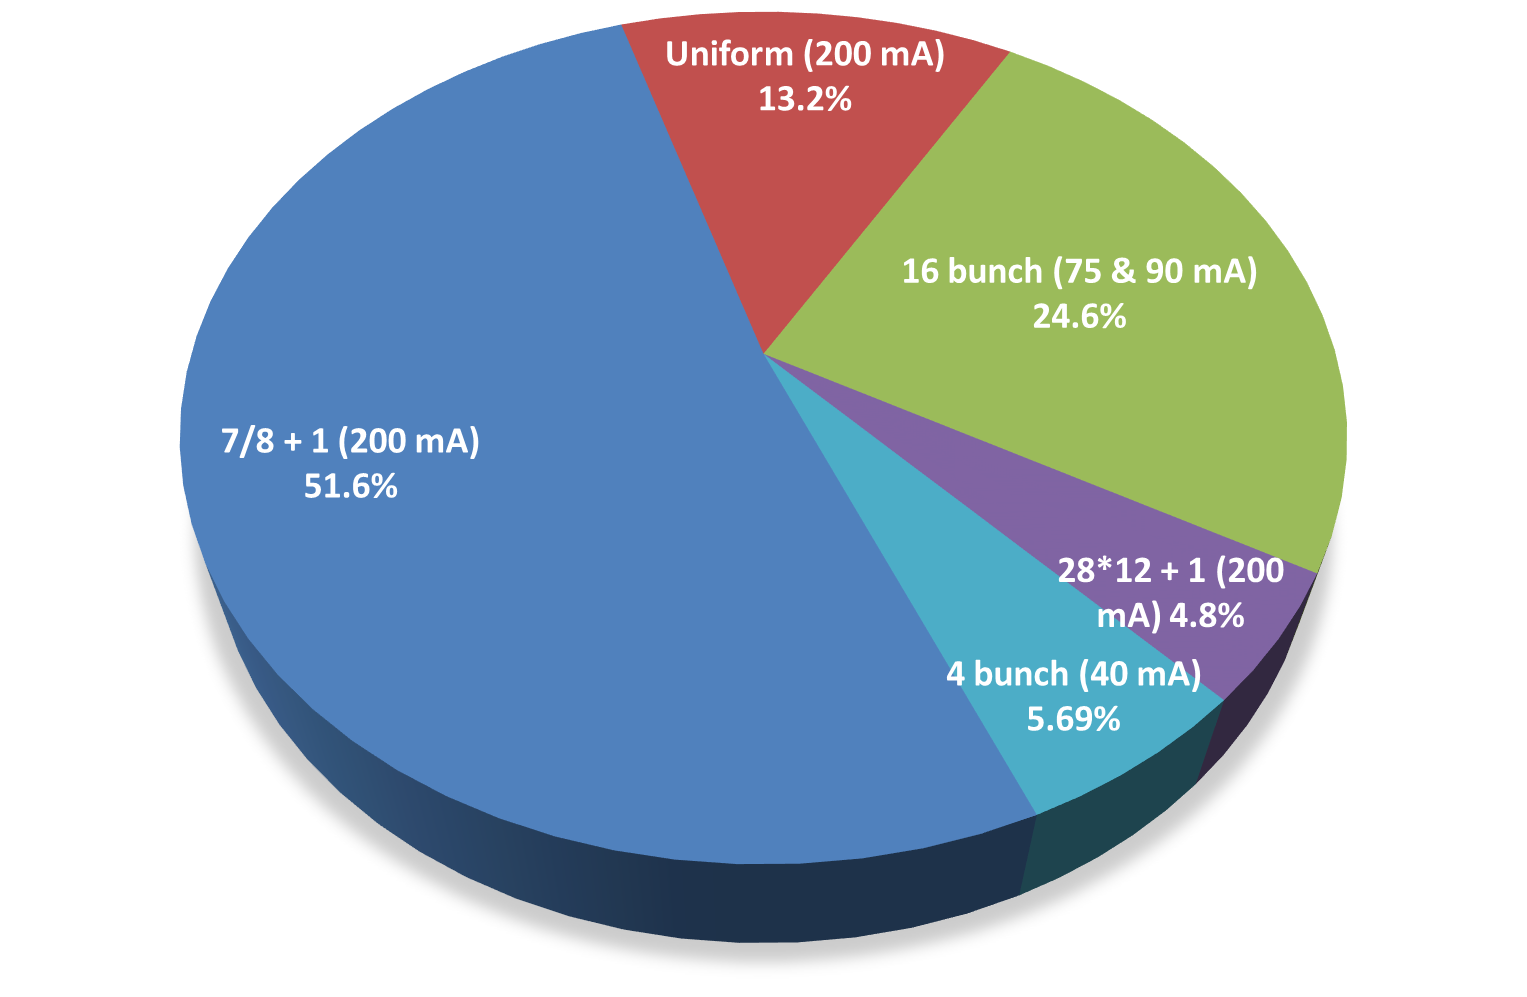 Uniform (200 mA)
13.2%
16 bunch (75 & 90 mA)
24.6%
7/8 + 1 (200 mA)
51.6%
28*12 + 1 (200
mA) 4.8%
4 bunch (40 mA)
5.69%